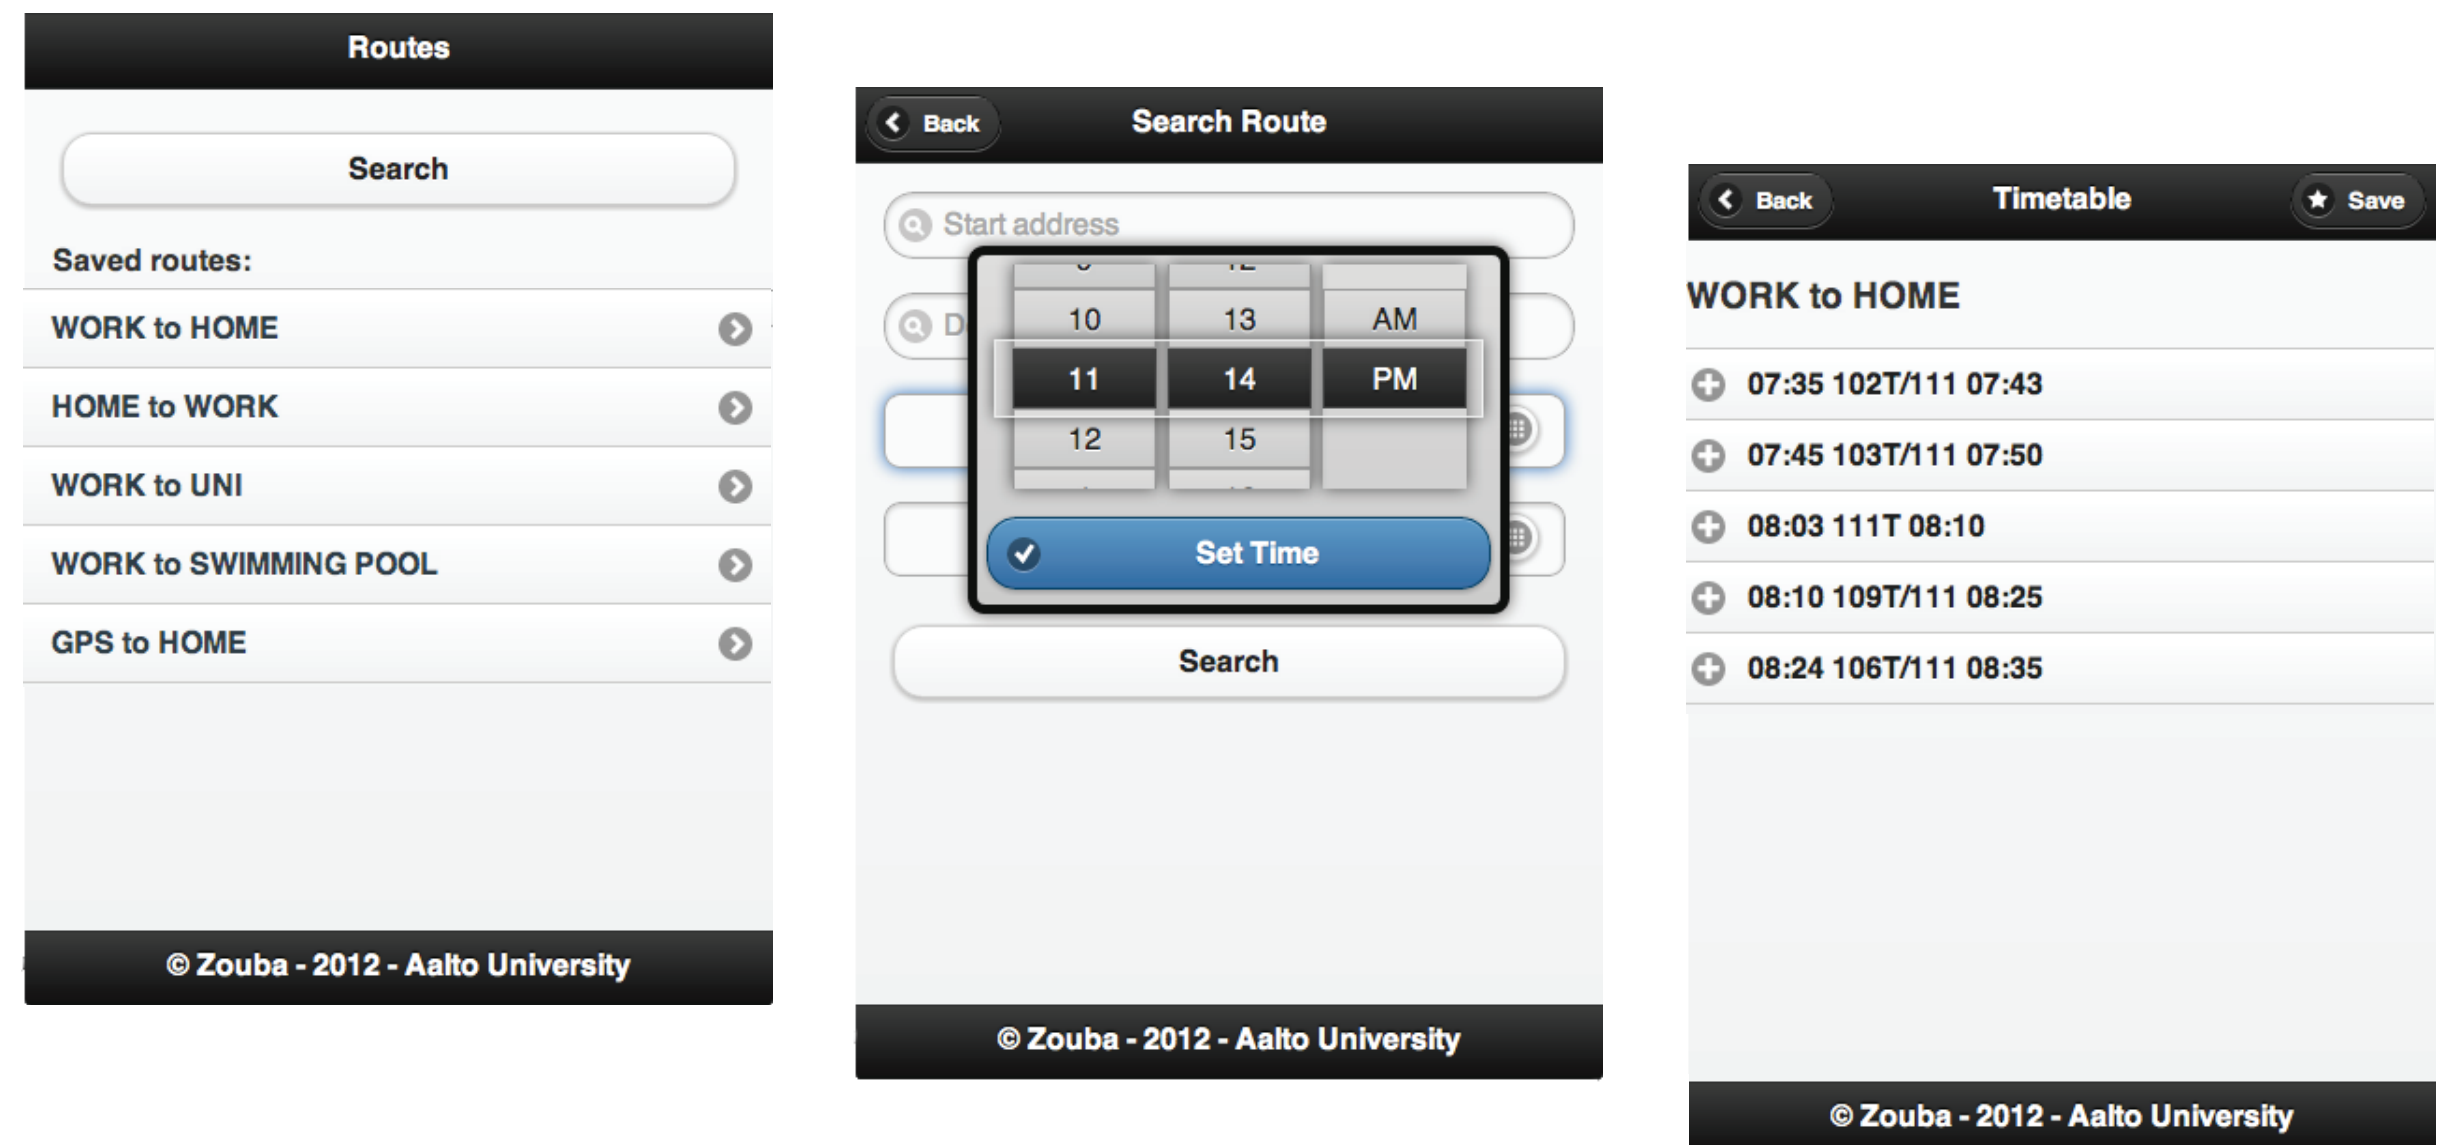 Routes
Search
Saved routes:
WORK to HOME
HOME to WORK
WORK to UNI
WORK to SWIMMING POOL
GPS to HOME
© Zouba - 2012 - Aalto University
Back
Search Route
Start address
10 13 AM
11 14 PM
12 15
Set Time
Search
© Zouba - 2012 - Aalto University
Back
Timetable
Save
WORK to HOME
07:35 102T/111 07:43
07:45 103T/111 07:50
08:03 111T 08:10
08:10 109T/111 08:25
08:24 106T/111 08:35
© Zouba - 2012 - Aalto University